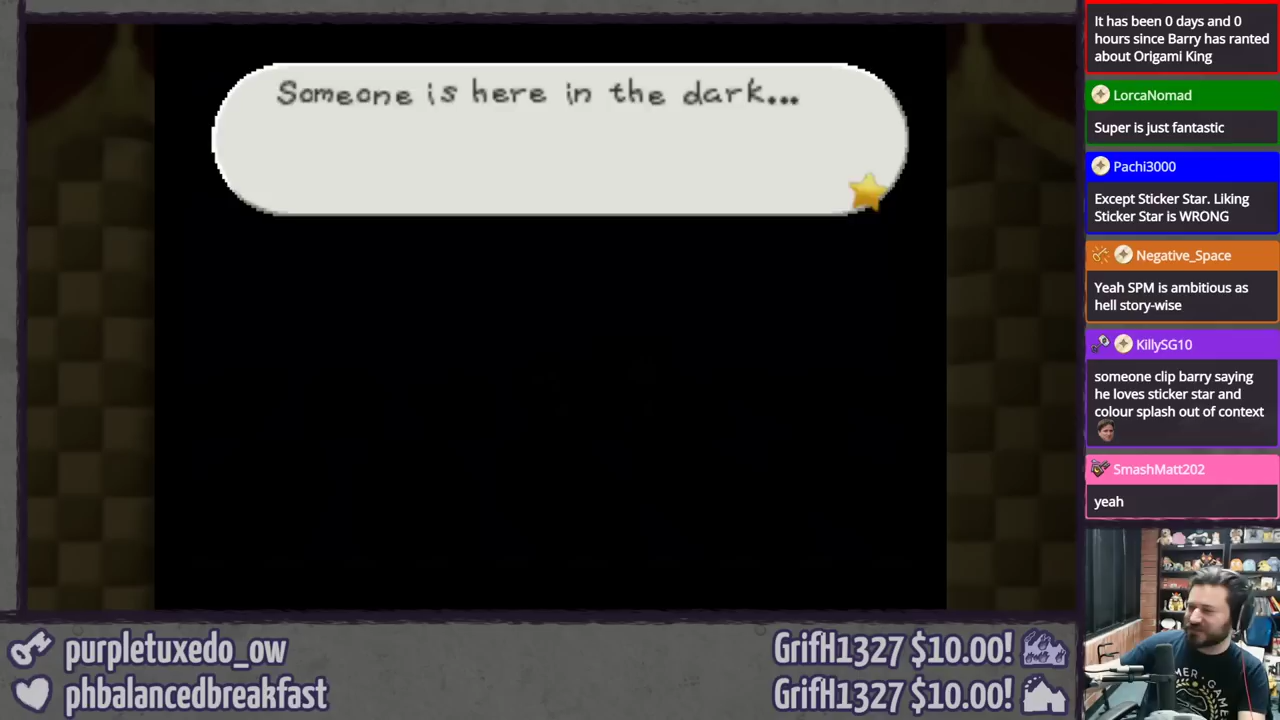 Someone is here in the dark...
It has been 0 days and 0
hours since Barry has ranted
about Origami King
LorcaNomad
Super is just fantastic
Pachi3000
Except Sticker Star. Liking
Sticker Star is WRONG
Negative_Space
Yeah SPM is ambitious as
hell story-wise
KillySG10
someone clip barry saying
he loves sticker star and
colour splash out of context
SmashMatt202
yeah
purpletuxedo_ow
phbalancedbreakfast
GrifH1327 $10.00!
GrifH1327 $10.00!